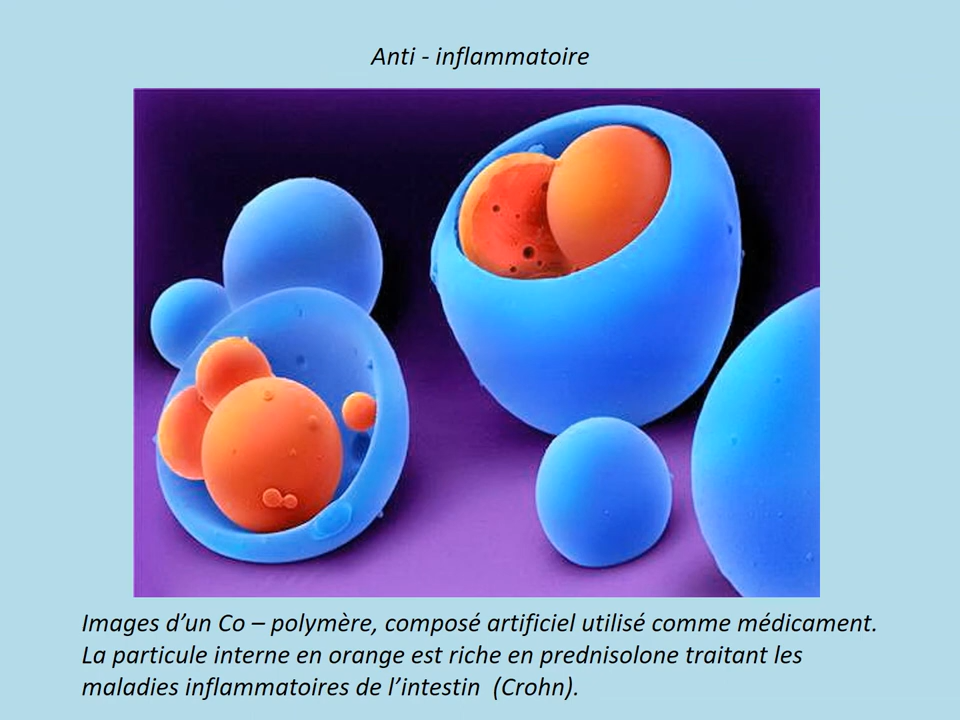 Anti - inflammatoire
Images d’un Co – polymère, composé artificiel utilisé comme médicament.
La particule interne en orange est riche en prednisolone traitant les
maladies inflammatoires de l’intestin  (Crohn).